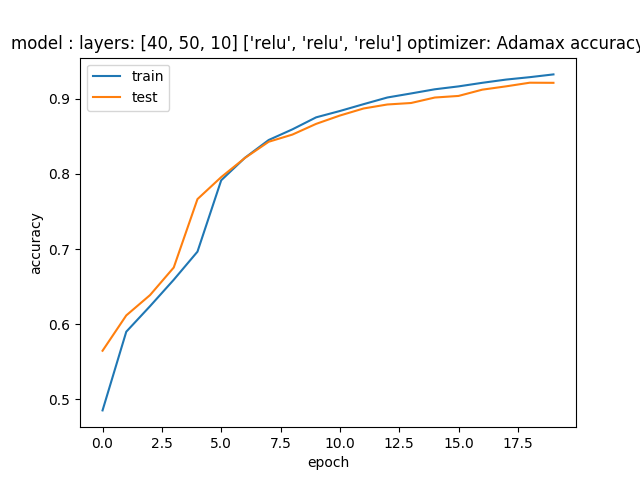 model : layers: [40, 50, 10] ['relu', 'relu', 'relu'] optimizer: Adamax accuracy
train
test
0.9
0.8
0.7
0.6
0.5
accuracy
0.0 2.5 5.0 7.5 10.0 12.5 15.0 17.5
epoch